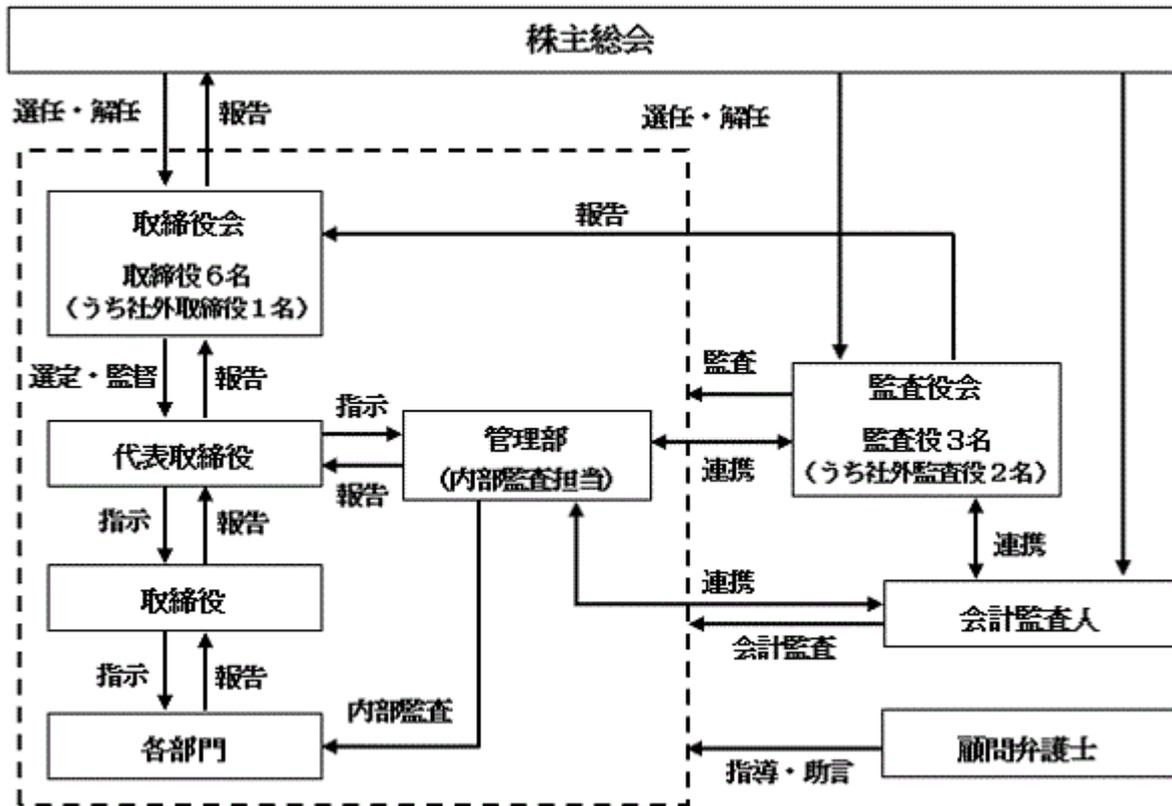 株主総会
選任・解任
報告
選任・解任
取締役会
取締役6名
（うち社外取締役1名）
報告
選定・監督
報告
監査
監査役会
監査役3名
（うち社外監査役2名）
指示
代表取締役
管理部
（内部監査担当）
報告
連携
指示
報告
連携
取締役
連携
会計監査人
会計監査
指示
報告
内部監査
各部門
顧問弁護士
指導・助言